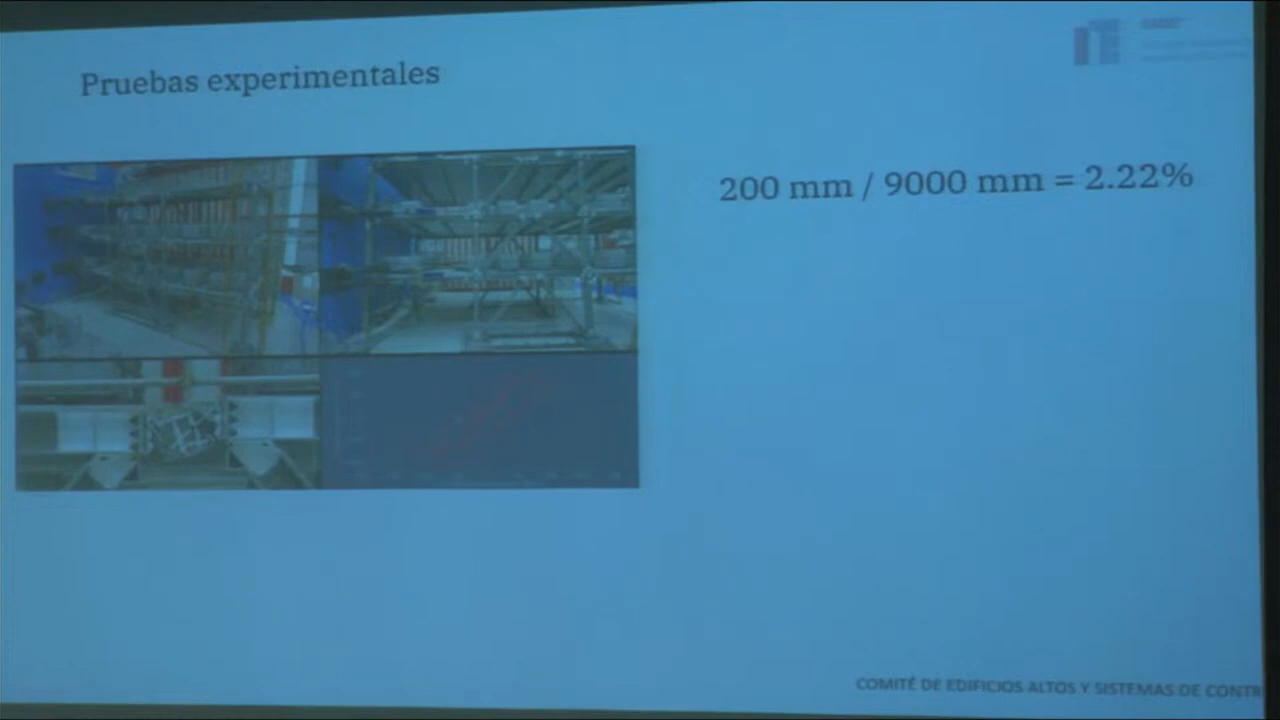 Pruebas experimentales
200 mm / 9000 mm = 2.22%
COMITÉ DE EDIFICIOS ALTOS Y SISTEMAS DE CONTR